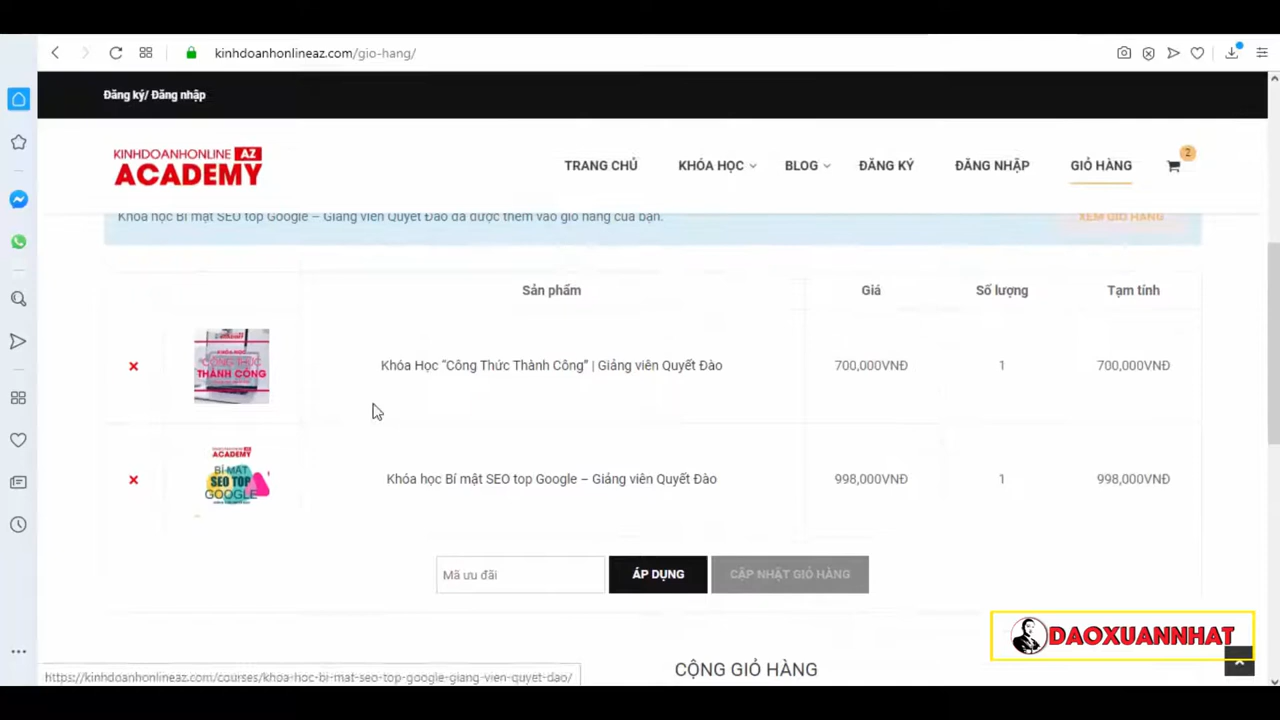 kinhdoanhonlineaz.com/gio-hang/
Đăng ký/ Đăng nhập
KINHDOANHONLINE AZ
ACADEMY
TRANG CHỦ KHÓA HỌC BLOG ĐĂNG KÝ ĐĂNG NHẬP GIỎ HÀNG 2
Khóa học Bí mật SEO top Google – Giảng viên Quyết Đào đã được thêm vào giỏ hàng của bạn. XEM GIỎ HÀNG
Sản phẩm Giá Số lượng Tạm tính
CÔNG THỨC
THÀNH CÔNG
Khóa Học “Công Thức Thành Công” | Giảng viên Quyết Đào 700,000VNĐ 1 700,000VNĐ
ACADEMY
BÍ MẬT
SEO TOP
GOOGLE
Khóa học Bí mật SEO top Google – Giảng viên Quyết Đào 998,000VNĐ 1 998,000VNĐ
Mã ưu đãi ÁP DỤNG CẬP NHẬT GIỎ HÀNG
DAOXUANNHAT
CỘNG GIỎ HÀNG
https://kinhdoanhonlineaz.com/courses/khoa-hoc-bi-mat-seo-top-google-giang-vien-quyet-dao/